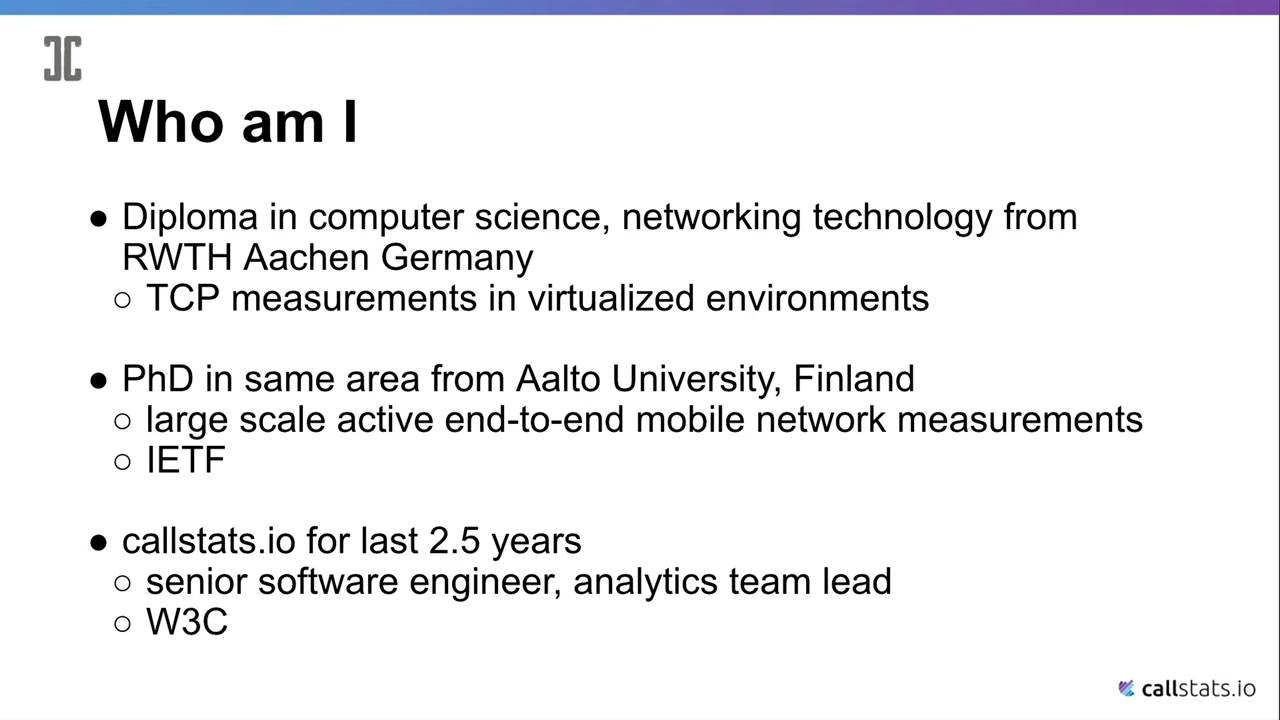 Who am I
● Diploma in computer science, networking technology from
RWTH Aachen Germany
○ TCP measurements in virtualized environments
● PhD in same area from Aalto University, Finland
○ large scale active end-to-end mobile network measurements
○ IETF
● callstats.io for last 2.5 years
○ senior software engineer, analytics team lead
○ W3C
callstats.io